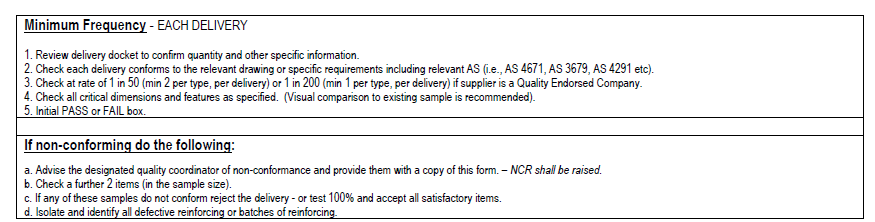 Minimum Frequency - EACH DELIVERY
1. Review delivery docket to confirm quantity and other specific information.
2. Check each delivery conforms to the relevant drawing or specific requirements including relevant AS (i.e., AS 4671, AS 3679, AS 4291 etc).
3. Check at rate of 1 in 50 (min 2 per type, per delivery) or 1 in 200 (min 1 per type, per delivery) if supplier is a Quality Endorsed Company.
4. Check all critical dimensions and features as specified. (Visual comparison to existing sample is recommended).
5. Initial PASS or FAIL box.
If non-conforming do the following:
a. Advise the designated quality coordinator of non-conformance and provide them with a copy of this form. – NCR shall be raised.
b. Check a further 2 items (in the sample size).
c. If any of these samples do not conform reject the delivery - or test 100% and accept all satisfactory items.
d. Isolate and identify all defective reinforcing or batches of reinforcing.